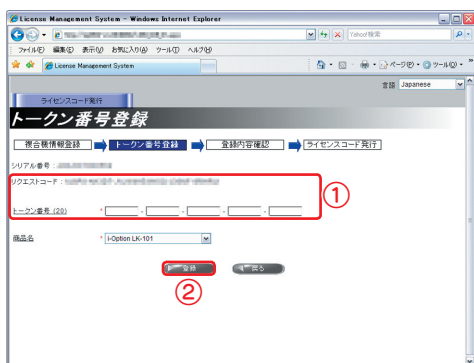 License Management System - Windows Internet Explorer
Yahoo!検索
ファイル(F) 編集(E) 表示(V) お気に入り(A) ツール(T) ヘルプ(H)
License Management System
ページ(P) ツール(O)
言語 Japanese
ライセンスコード発行
トークン番号登録
複合機情報登録 トークン番号登録 登録内容確認 ライセンスコード発行
シリアル番号 :
リクエストコード :
トークン番号 (20) * - - - -
①
商品名 * i-Option LK-101
登録 戻る
②